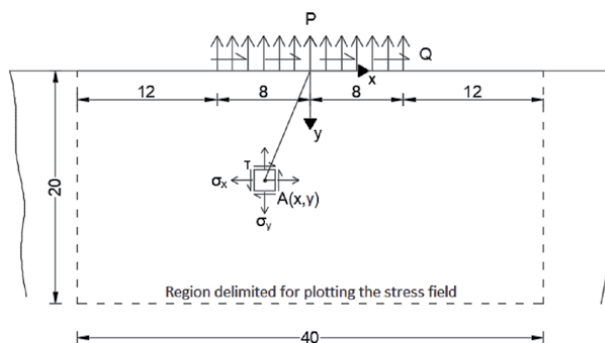 P
Q
x
12
8
8
12
y
20
τ
σx
A(x,y)
σy
Region delimited for plotting the stress field
40